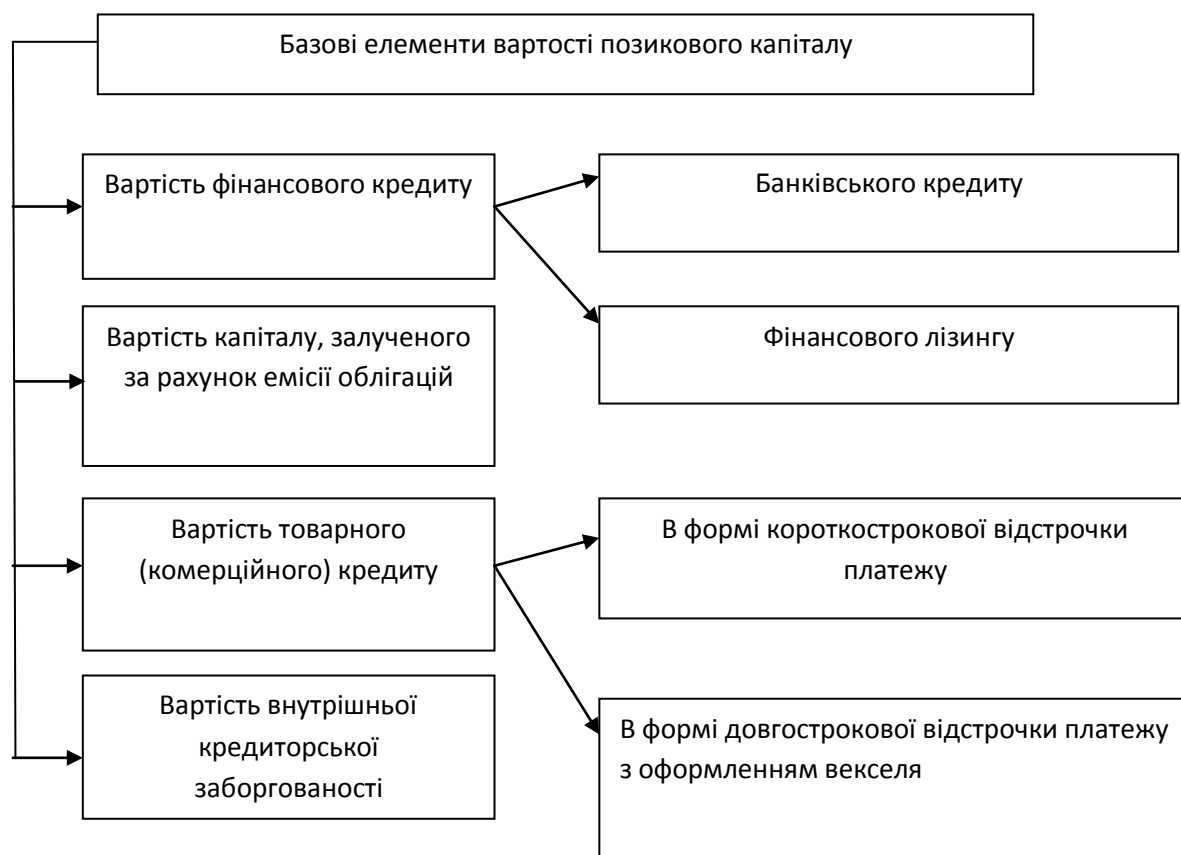 Базові елементи вартості позикового капіталу
Вартість фінансового кредиту
Банківського кредиту
Фінансового лізингу
Вартість капіталу, залученого
за рахунок емісії облігацій
Вартість товарного
(комерційного) кредиту
В формі короткострокової відстрочки
платежу
В формі довгострокової відстрочки платежу
з оформленням векселя
Вартість внутрішньої
кредиторської
заборгованості